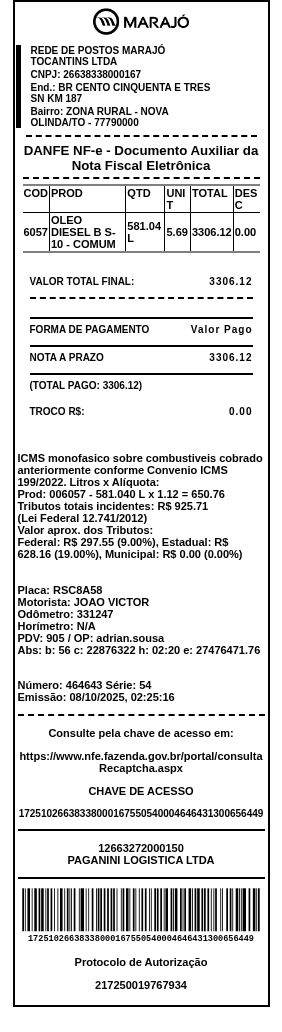 MARAJÓ
REDE DE POSTOS MARAJÓ
TOCANTINS LTDA
CNPJ: 26638338000167
End.: BR CENTO CINQUENTA E TRES
SN KM 187
Bairro: ZONA RURAL - NOVA
OLINDA/TO - 77790000
DANFE NF-e - Documento Auxiliar da
Nota Fiscal Eletrônica
COD PROD QTD UNI T TOTAL DES C
6057 OLEO DIESEL B S-10 - COMUM 581.04 L 5.69 3306.12 0.00
VALOR TOTAL FINAL: 3306.12
FORMA DE PAGAMENTO Valor Pago
NOTA A PRAZO 3306.12
(TOTAL PAGO: 3306.12)
TROCO R$: 0.00
ICMS monofasico sobre combustiveis cobrado
anteriormente conforme Convenio ICMS
199/2022. Litros x Alíquota:
Prod: 006057 - 581.040 L x 1.12 = 650.76
Tributos totais incidentes: R$ 925.71
(Lei Federal 12.741/2012)
Valor aprox. dos Tributos:
Federal: R$ 297.55 (9.00%), Estadual: R$
628.16 (19.00%), Municipal: R$ 0.00 (0.00%)
Placa: RSC8A58
Motorista: JOAO VICTOR
Odômetro: 331247
Horímetro: N/A
PDV: 905 / OP: adrian.sousa
Abs: b: 56 c: 22876322 h: 02:20 e: 27476471.76
Número: 464643 Série: 54
Emissão: 08/10/2025, 02:25:16
Consulte pela chave de acesso em:
https://www.nfe.fazenda.gov.br/portal/consulta
Recaptcha.aspx
CHAVE DE ACESSO
17251026638338000167550540004646431300656449
12663272000150
PAGANINI LOGISTICA LTDA
17251026638338000167550540004646431300656449
Protocolo de Autorização
217250019767934